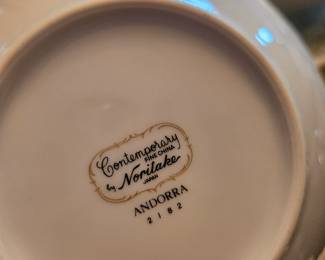 Contemporary
FINE CHINA
by Noritake
JAPAN
ANDORRA
2182